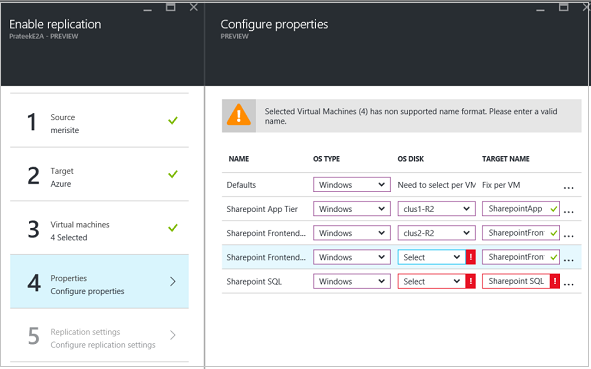 Enable replication
PrateekE2A - PREVIEW
1 Source
merisite
2 Target
Azure
3 Virtual machines
4 Selected
4 Properties
Configure properties
5 Replication settings
Configure replication settings
Configure properties
PREVIEW
! Selected Virtual Machines (4) has non supported name format. Please enter a valid
name.
NAME OS TYPE OS DISK TARGET NAME
Defaults Windows Need to select per VM Fix per VM ...
Sharepoint App Tier Windows clus1-R2 SharepointApp ...
Sharepoint Frontend... Windows clus2-R2 SharepointFron ...
Sharepoint Frontend... Windows Select ! SharepointFron ...
Sharepoint SQL Windows Select ! Sharepoint SQL ! ...